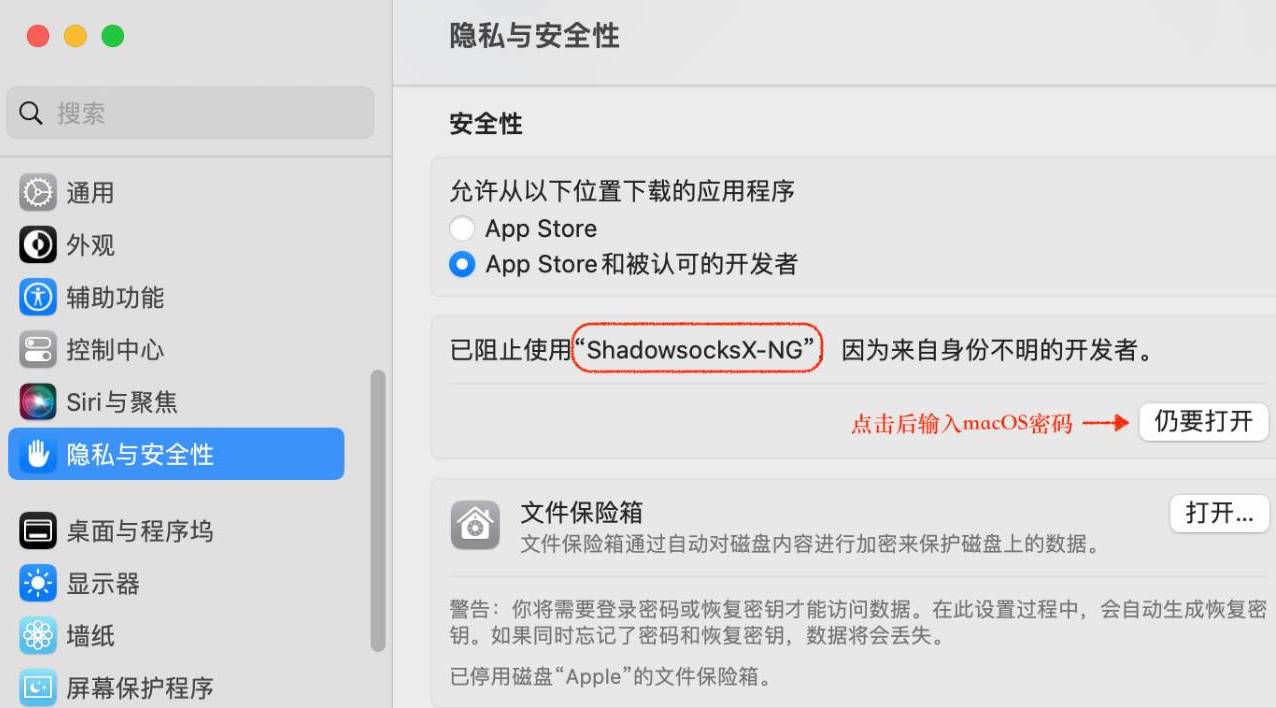 隐私与安全性
搜索
通用
外观
辅助功能
控制中心
Siri与聚焦
隐私与安全性
桌面与程序坞
显示器
墙纸
屏幕保护程序
安全性
允许从以下位置下载的应用程序
App Store
App Store和被认可的开发者
已阻止使用“ShadowsocksX-NG”,因为来自身份不明的开发者。
点击后输入macOS密码
仍要打开
文件保险箱
打开...
文件保险箱通过自动对磁盘内容进行加密来保护磁盘上的数据。
警告：你将需要登录密码或恢复密钥才能访问数据。在此设置过程中，会自动生成恢复密
钥。如果同时忘记了密码和恢复密钥，数据将会丢失。
已停用磁盘“Apple”的文件保险箱。